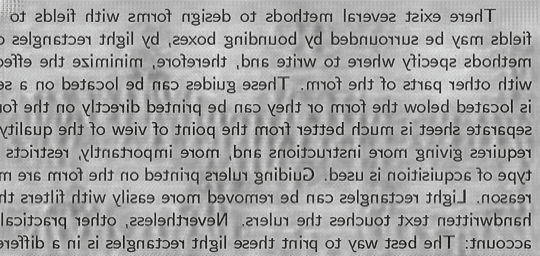 There exist several methods to design forms with fields to
fields may be surrounded by bounding boxes, by light rectangles o
methods specify where to write and, therefore, minimize the effe
with other parts of the form. These guides can be located on a se
is located below the form or they can be printed directly on the fo
separate sheet is much better from the point of view of the quality
requires giving more instructions and, more importantly, restricts
type of acquisition is used. Guiding rulers printed on the form are m
reason. Light rectangles can be removed more easily with filters th
handwritten text touches the rulers. Nevertheless, other practical
account: The best way to print these light rectangles is in a differe